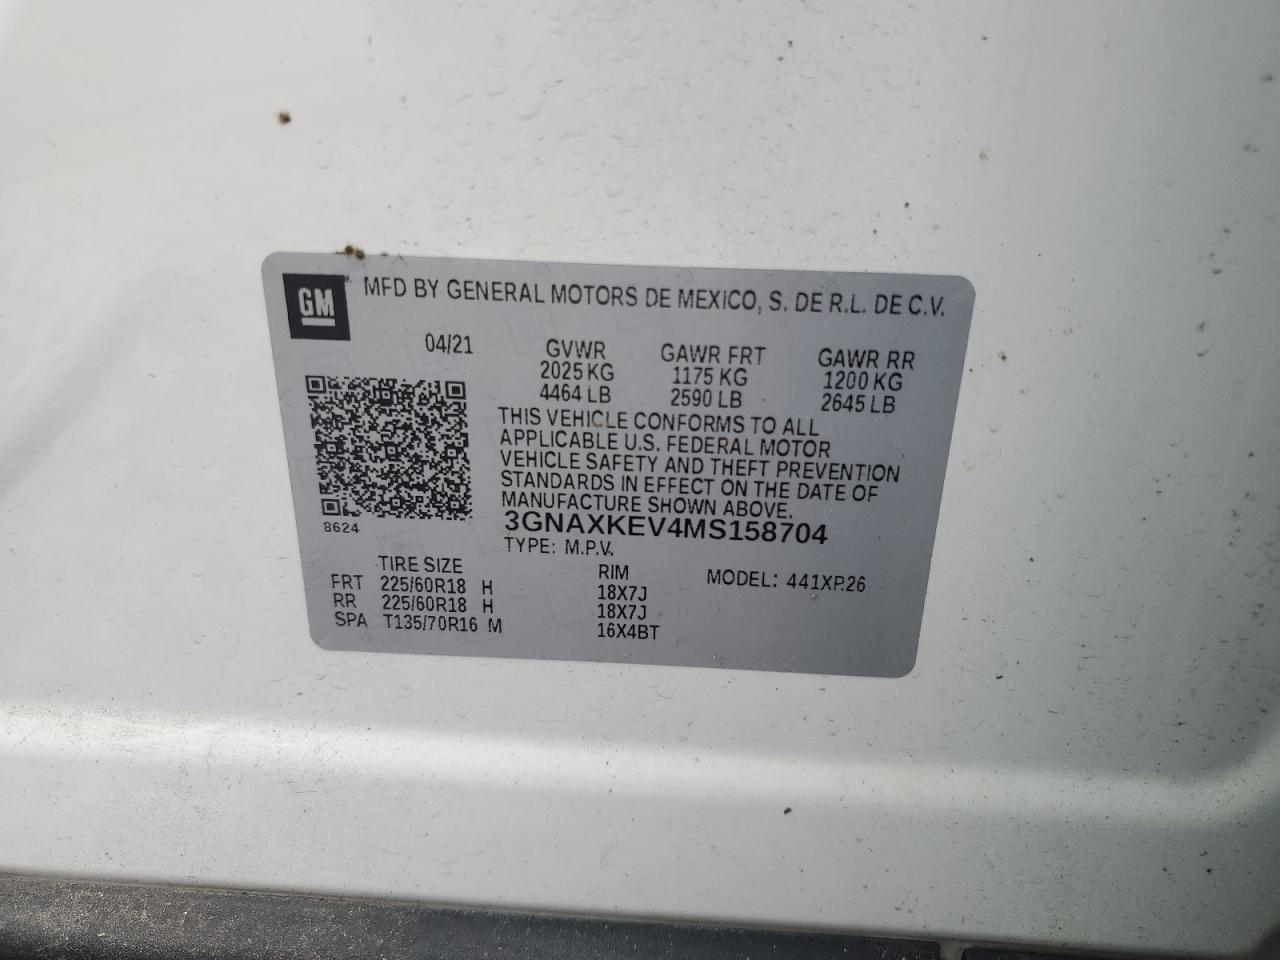 GM
MFD BY GENERAL MOTORS DE MEXICO, S. DE R.L. DE C.V.
04/21 GVWR GAWR FRT GAWR RR
2025 KG 1175 KG 1200 KG
4464 LB 2590 LB 2645 LB
THIS VEHICLE CONFORMS TO ALL
APPLICABLE U.S. FEDERAL MOTOR
VEHICLE SAFETY AND THEFT PREVENTION
STANDARDS IN EFFECT ON THE DATE OF
MANUFACTURE SHOWN ABOVE.
8624
3GNAXKEV4MS158704
TYPE: M.P.V.
TIRE SIZE RIM MODEL: 441XP.26
FRT 225/60R18 H 18X7J
RR 225/60R18 H 18X7J
SPA T135/70R16 M 16X4BT